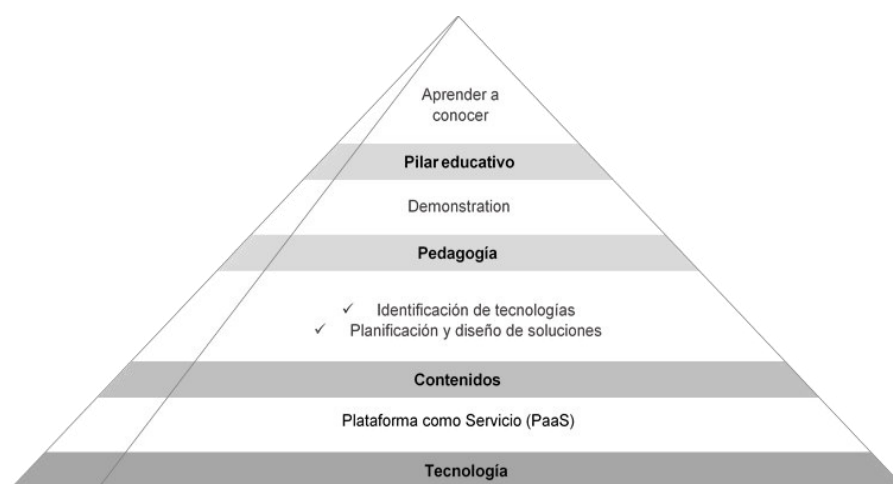 Aprender a
conocer
Pilar educativo
Demonstration
Pedagogía
✓ Identificación de tecnologías
✓ Planificación y diseño de soluciones
Contenidos
Plataforma como Servicio (PaaS)
Tecnología